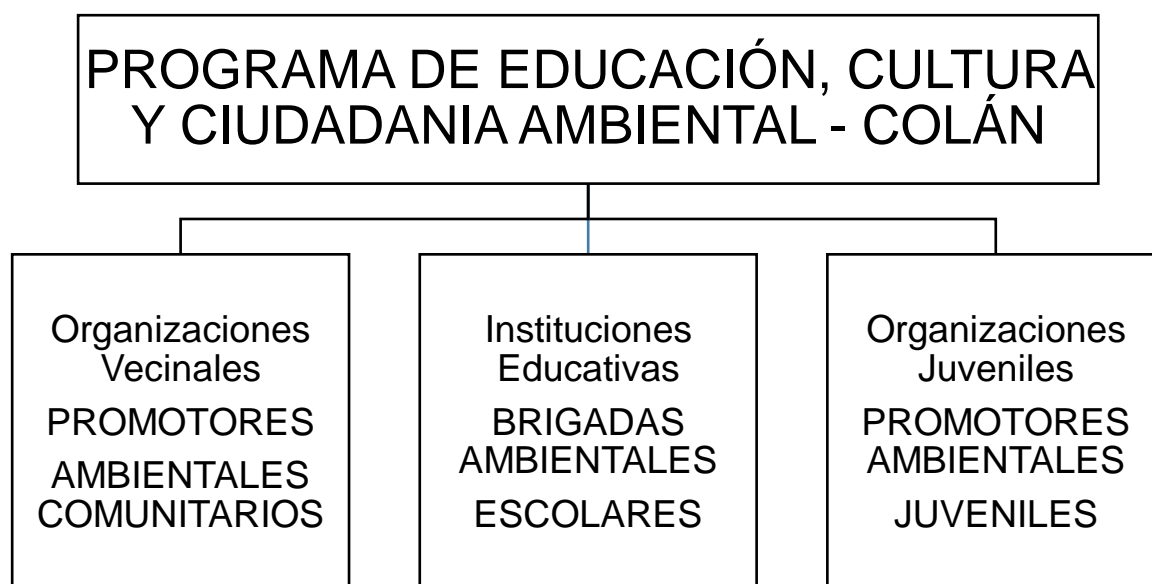 PROGRAMA DE EDUCACIÓN, CULTURA
Y CIUDADANIA AMBIENTAL - COLÁN
Organizaciones
Vecinales
PROMOTORES
AMBIENTALES
COMUNITARIOS
Instituciones
Educativas
BRIGADAS
AMBIENTALES
ESCOLARES
Organizaciones
Juveniles
PROMOTORES
AMBIENTALES
JUVENILES